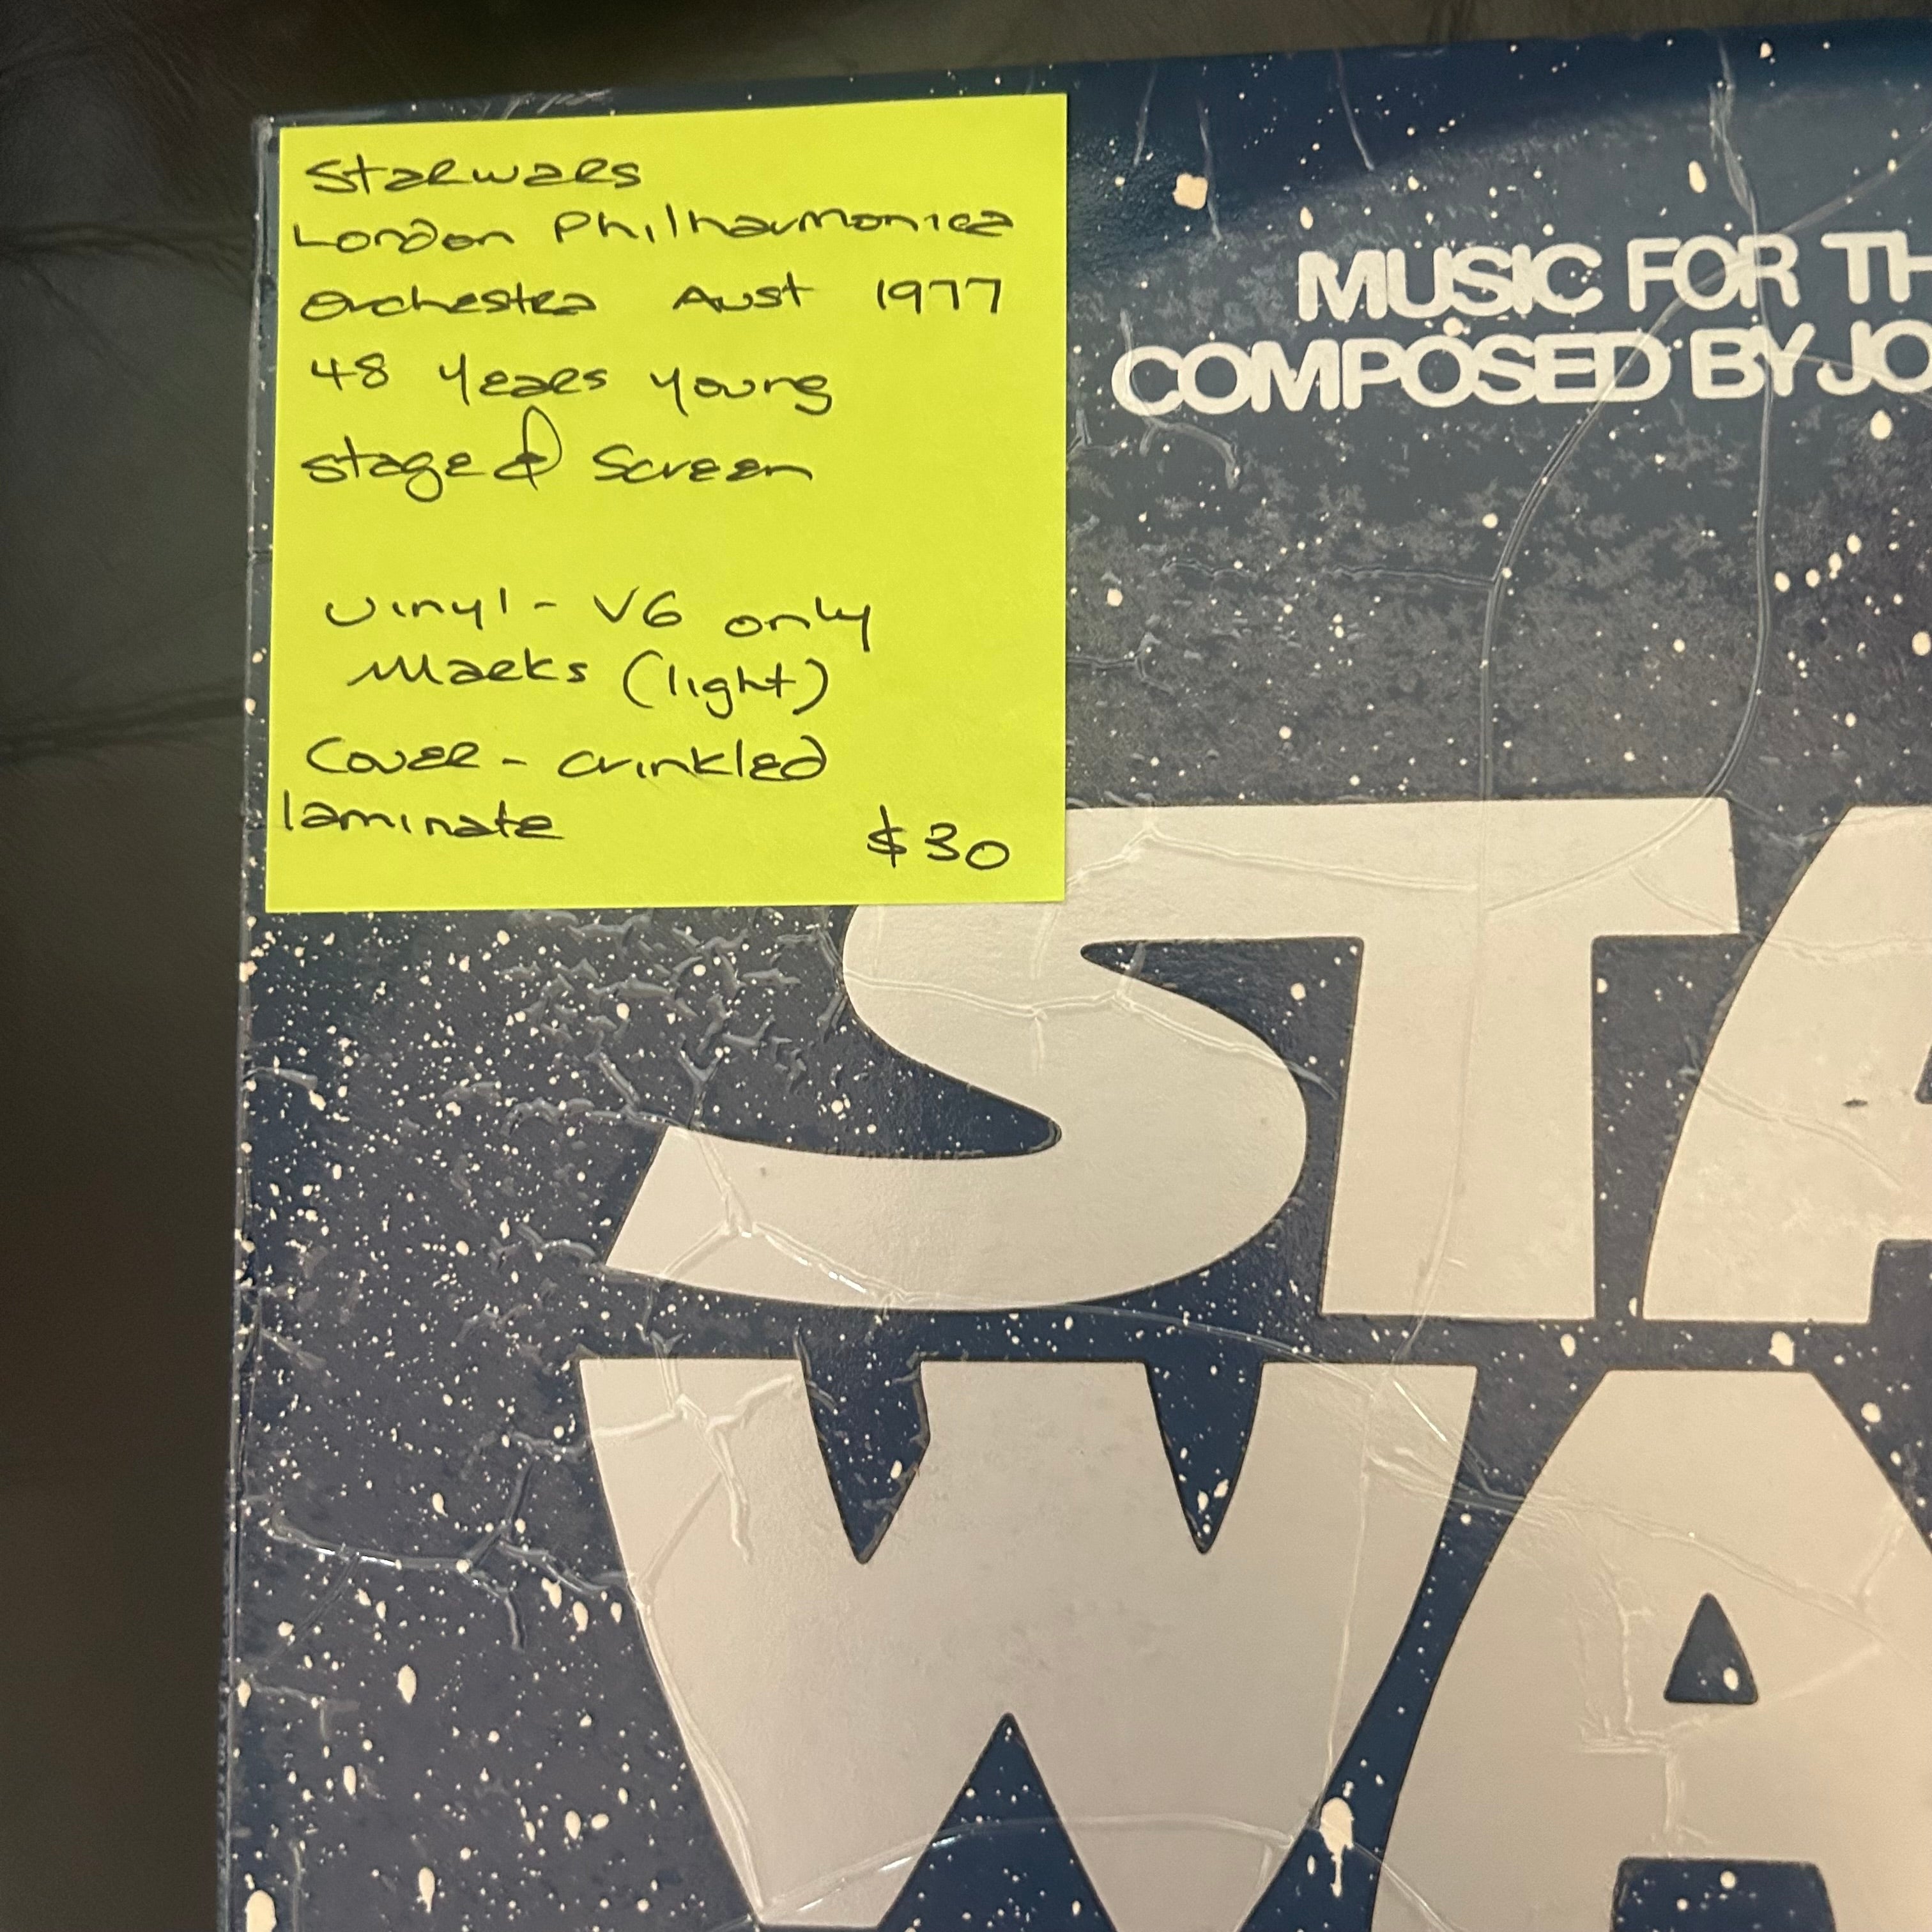 Starwars
London Philharmonica
Orchestra Aust 1977
48 years young
stage & Screen
Vinyl - VG only
Marks (light)
Cover - crinkled
laminate $30
MUSIC FOR TH
COMPOSED BY JO
STA
WA